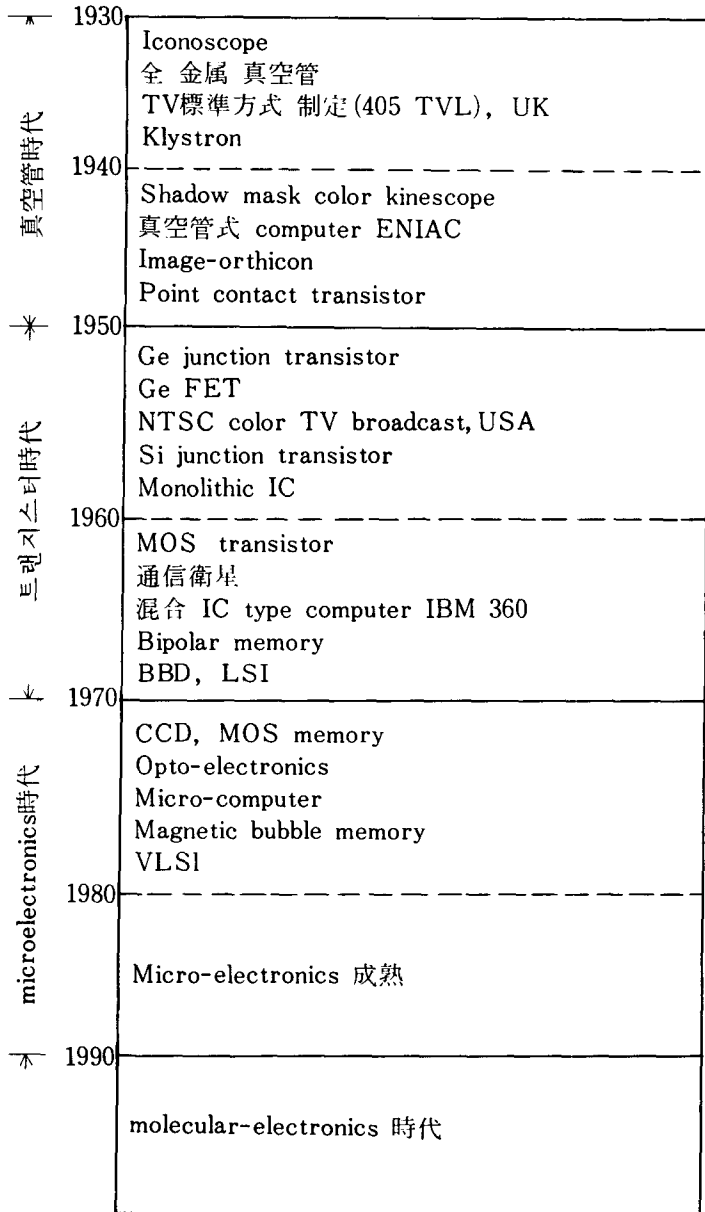 1930
Iconoscope
全 金属 真空管
TV標準方式 制定(405 TVL), UK
Klystron
真空管時代
1940
Shadow mask color kinescope
真空管式 computer ENIAC
Image-orthicon
Point contact transistor
1950
Ge junction transistor
Ge FET
NTSC color TV broadcast, USA
Si junction transistor
Monolithic IC
트랜지스터時代
1960
MOS transistor
通信衛星
混合 IC type computer IBM 360
Bipolar memory
BBD, LSI
1970
CCD, MOS memory
Opto-electronics
Micro-computer
Magnetic bubble memory
VLSI
microelectronics時代
1980
Micro-electronics 成熟
1990
molecular-electronics 時代